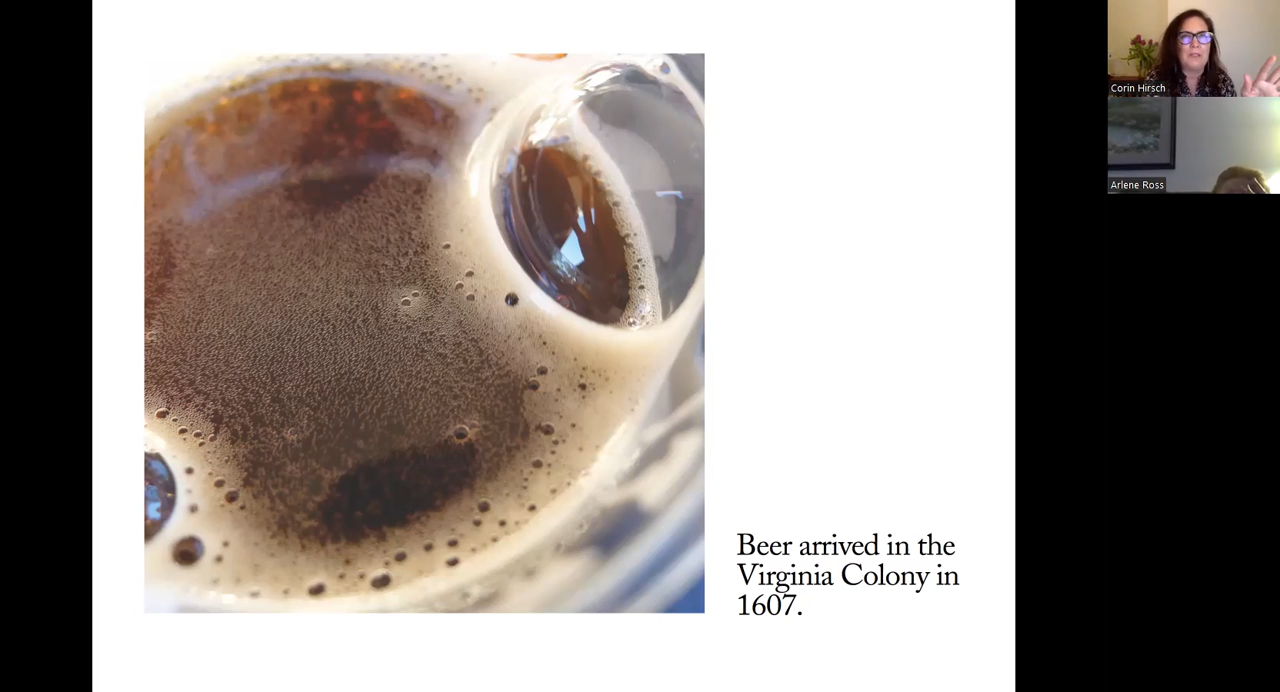 Corin Hirsch
Arlene Ross
Beer arrived in the
Virginia Colony in
1607.